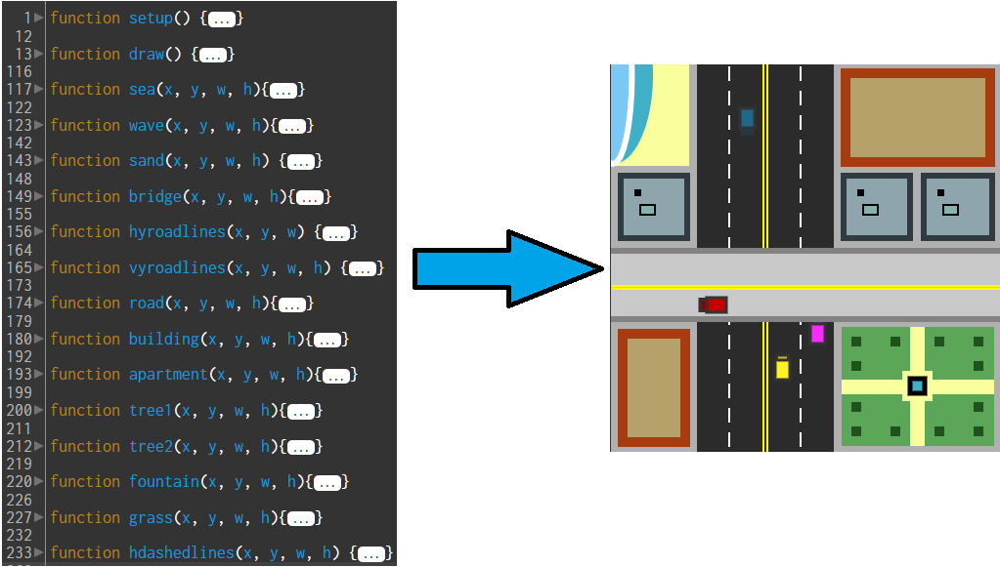 1 function setup() {...}
12
13 function draw() {...}
116
117 function sea(x, y, w, h){...}
122
123 function wave(x, y, w, h){...}
142
143 function sand(x, y, w, h) {...}
148
149 function bridge(x, y, w, h){...}
155
156 function hyroadlines(x, y, w) {...}
164
165 function vyroadlines(x, y, w, h) {...}
173
174 function road(x, y, w, h){...}
179
180 function building(x, y, w, h){...}
192
193 function apartment(x, y, w, h){...}
199
200 function tree1(x, y, w, h){...}
211
212 function tree2(x, y, w, h){...}
219
220 function fountain(x, y, w, h){...}
226
227 function grass(x, y, w, h){...}
232
233 function hdashedlines(x, y, w, h) {...}